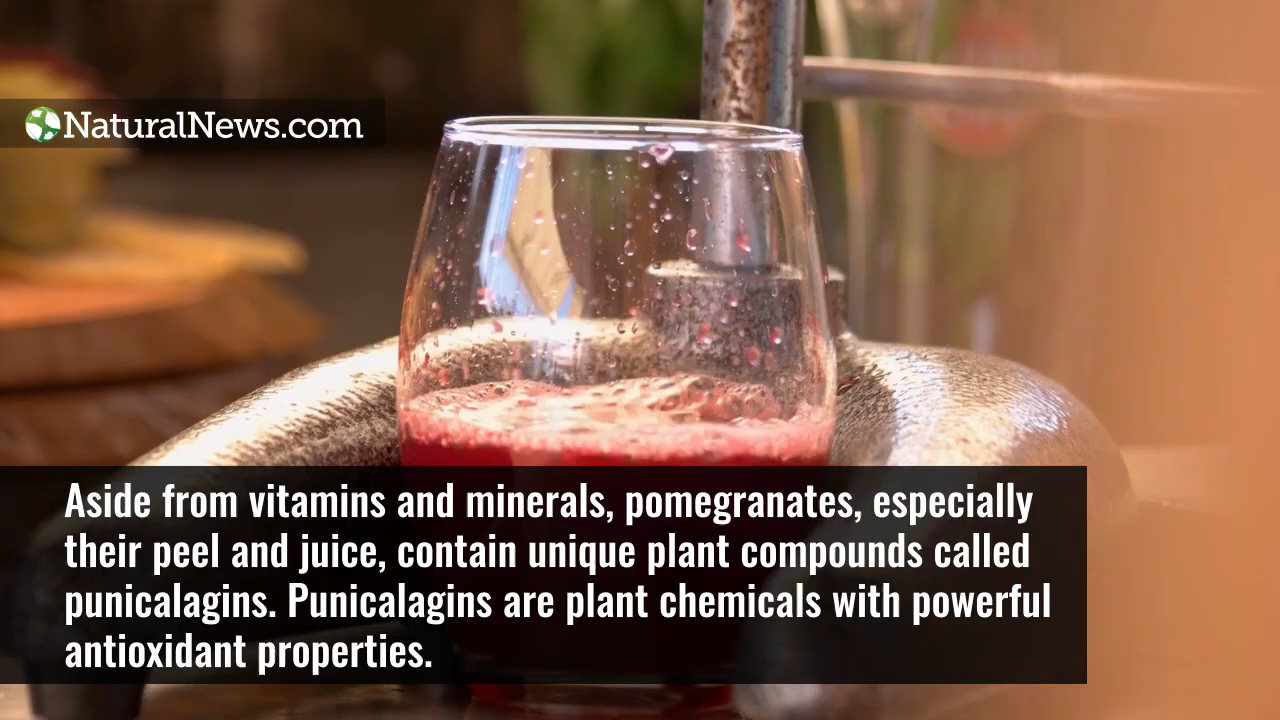 NaturalNews.com
Aside from vitamins and minerals, pomegranates, especially
their peel and juice, contain unique plant compounds called
punicalagins. Punicalagins are plant chemicals with powerful
antioxidant properties.